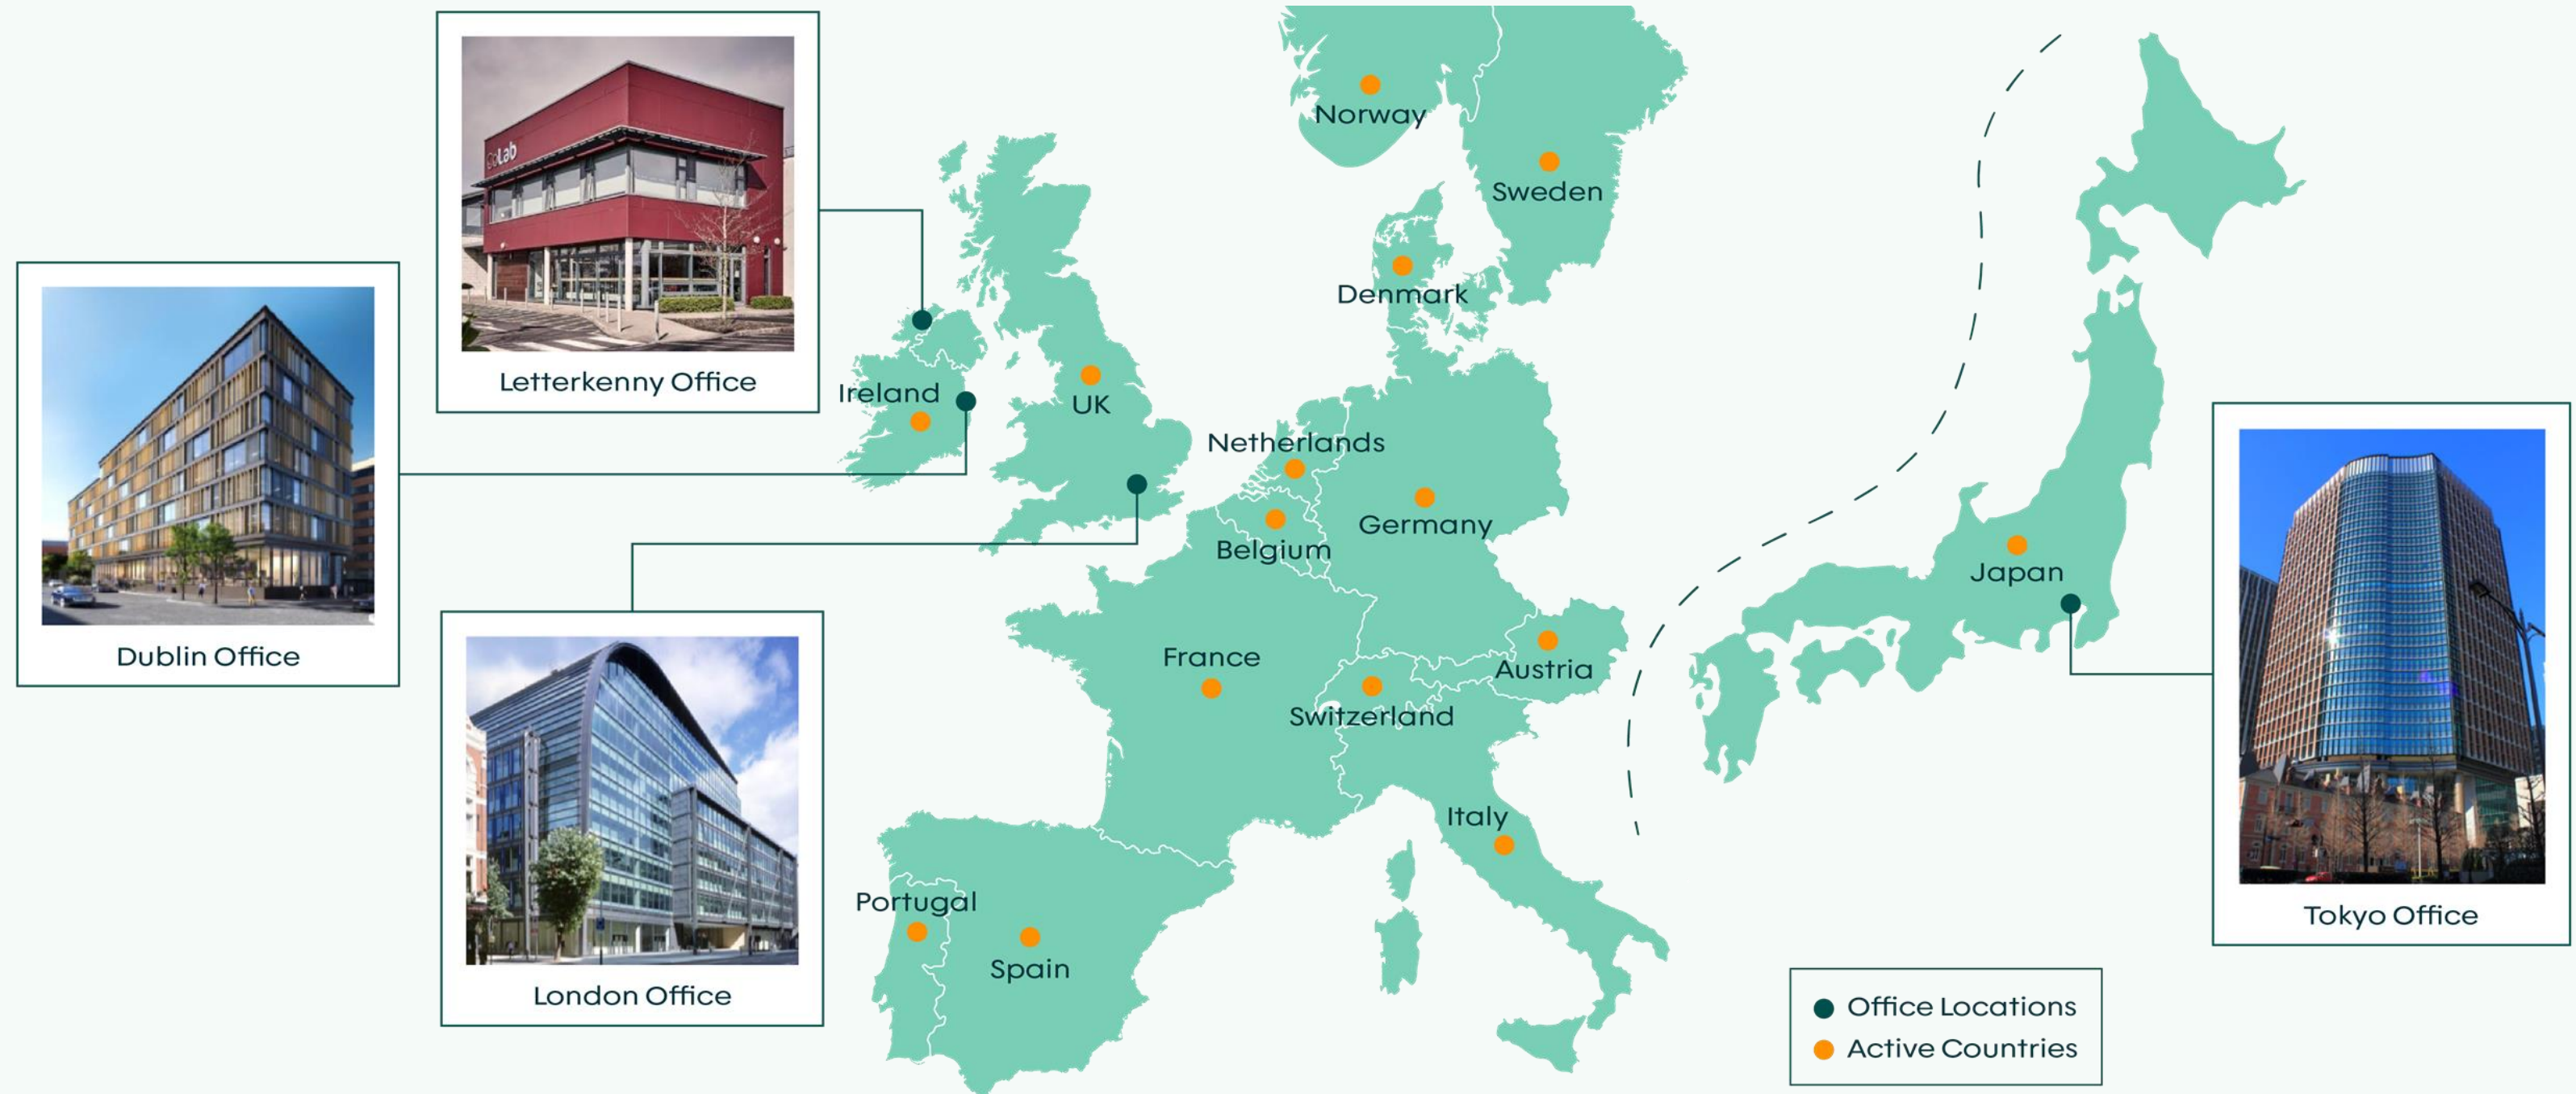 CoLab
Letterkenny Office
Dublin Office
London Office
Norway
Sweden
Denmark
Ireland
UK
Netherlands
Germany
Belgium
France
Austria
Switzerland
Italy
Portugal
Spain
Japan
Tokyo Office
Office Locations
Active Countries